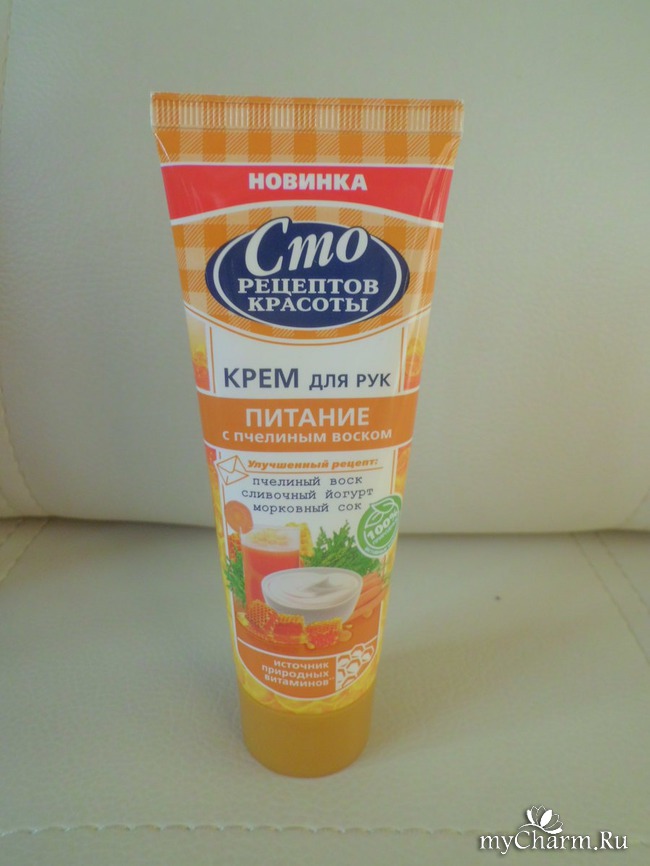 НОВИНКА
Сто
РЕЦЕПТОВ
КРАСОТЫ
КРЕМ ДЛЯ РУК
ПИТАНИЕ
С ПЧЕЛИНЫМ ВОСКОМ
Улучшенный рецепт:
пчелиный воск
сливочный йогурт
морковный сок
100%
ИСТОЧНИК
ПРИРОДНЫХ
ВИТАМИНОВ
myCharm.Ru